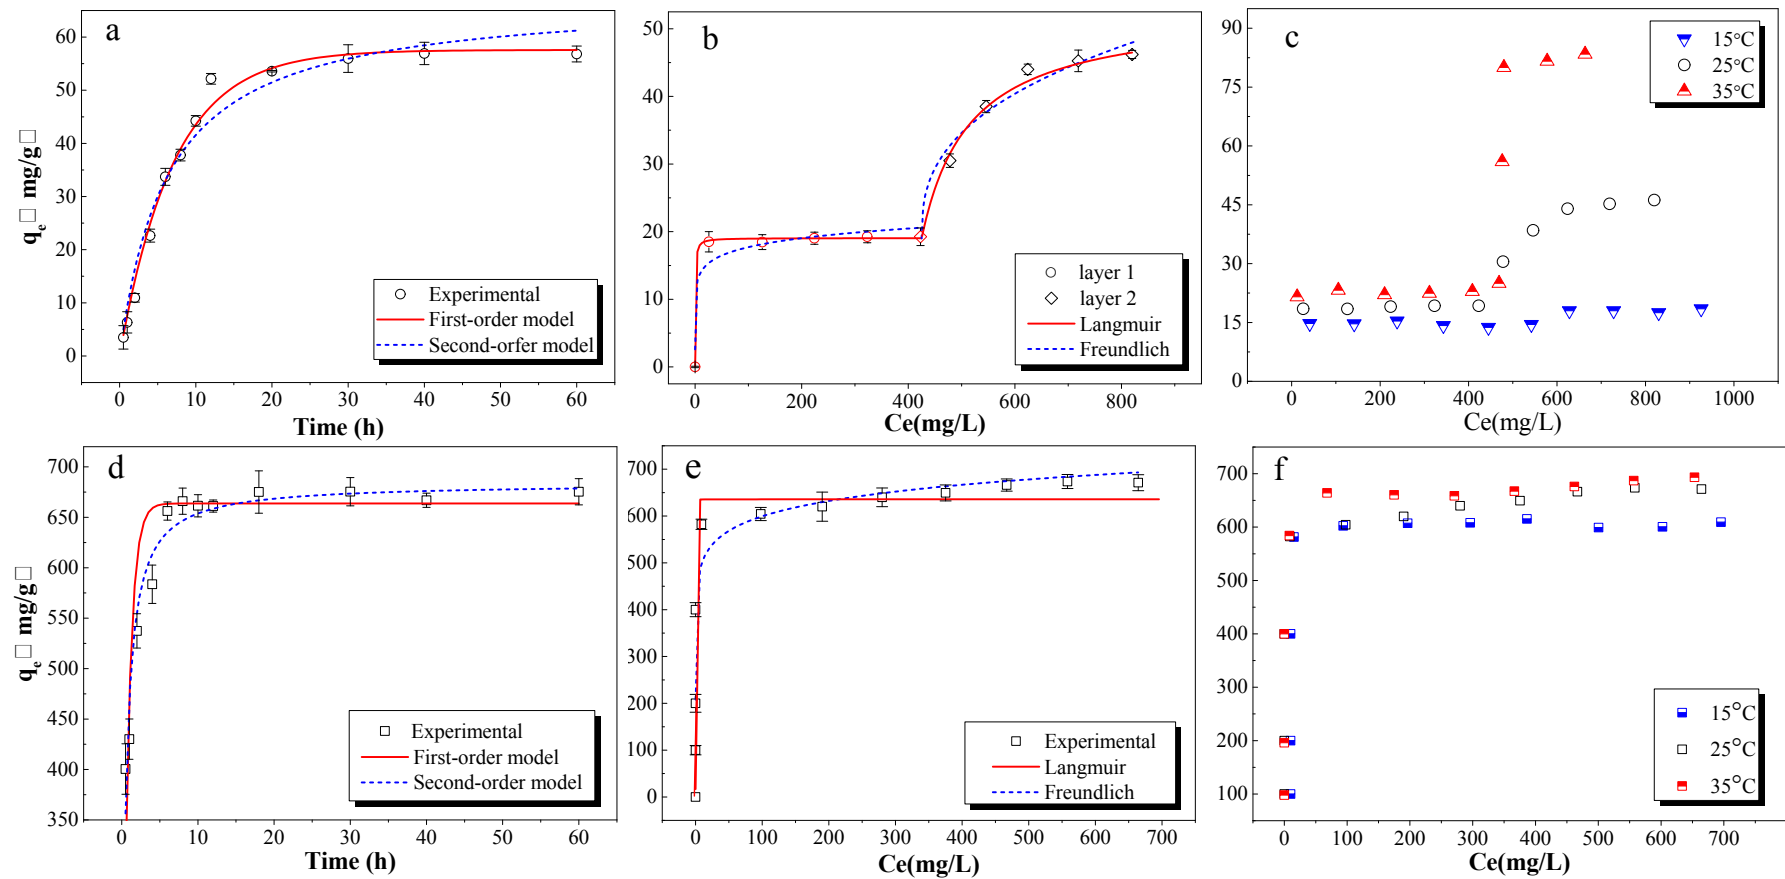 a
60
50
40
30
20
10
0
qe□ mg/g□
Experimental
First-order model
Second-orfer model
0 10 20 30 40 50 60
Time (h)
b
50
40
30
20
10
0
layer 1
layer 2
Langmuir
Freundlich
0 200 400 600 800
Ce(mg/L)
c
90
75
60
45
30
15
0
15°C
25°C
35°C
0 200 400 600 800 1000
Ce(mg/L)
d
700
650
600
550
500
450
400
350
qe□ mg/g□
Experimental
First-order model
Second-order model
0 10 20 30 40 50 60
Time (h)
e
700
600
500
400
300
200
100
0
Experimental
Langmuir
Freundlich
0 100 200 300 400 500 600 700
Ce(mg/L)
f
700
600
500
400
300
200
100
15°C
25°C
35°C
0 100 200 300 400 500 600 700
Ce(mg/L)